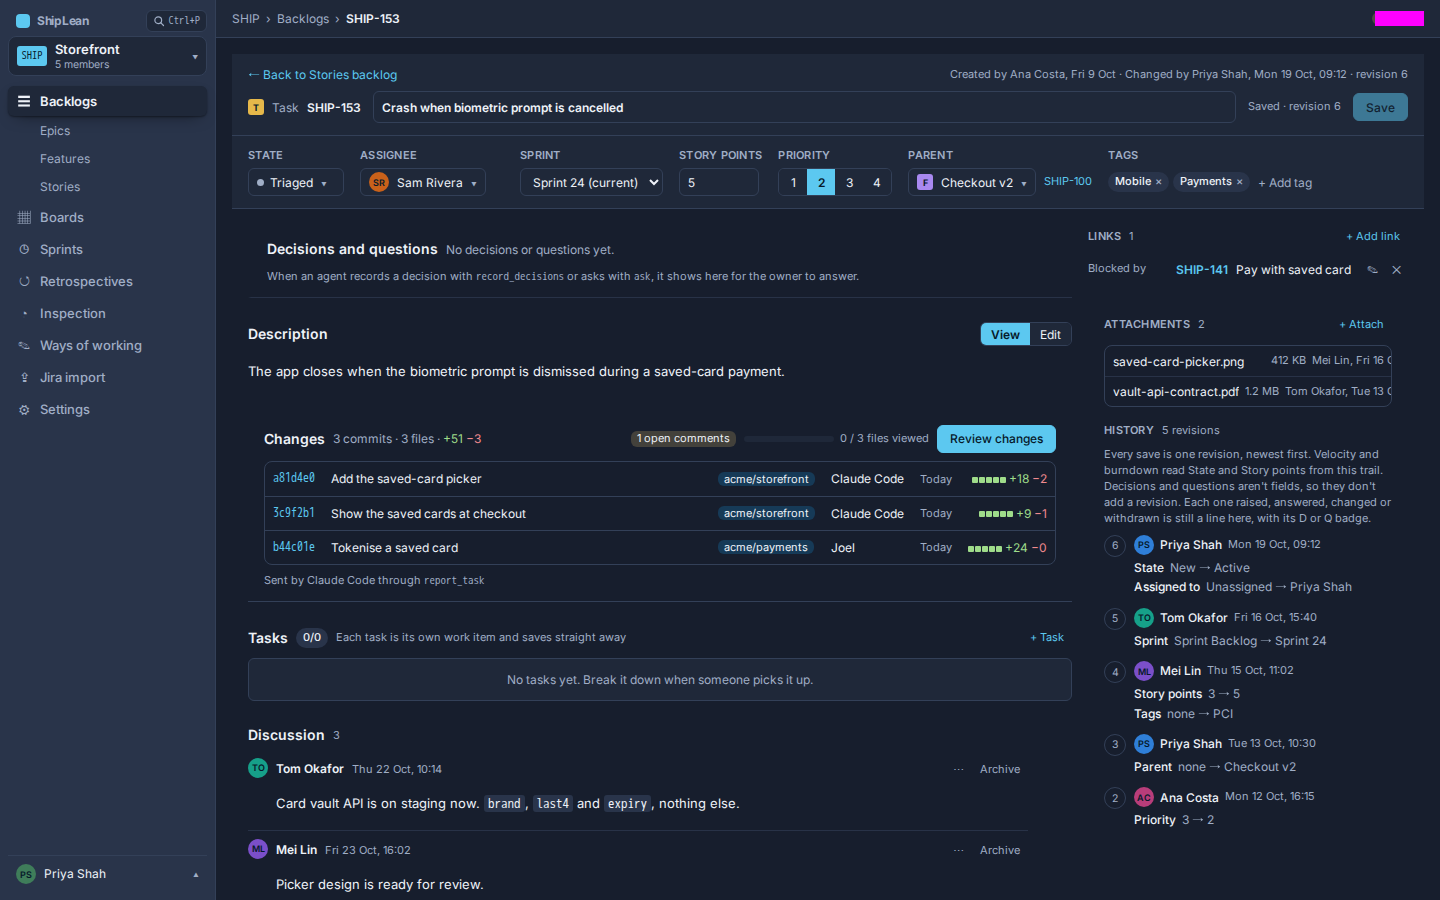 ShipLean
Ctrl+P
SHIP
Storefront
5 members
Backlogs
Epics
Features
Stories
Boards
Sprints
Retrospectives
Inspection
Ways of working
Jira import
Settings
PS Priya Shah
SHIP › Backlogs › SHIP-153
← Back to Stories backlog
Created by Ana Costa, Fri 9 Oct · Changed by Priya Shah, Mon 19 Oct, 09:12 · revision 6
T Task SHIP-153 Crash when biometric prompt is cancelled
Saved · revision 6
Save
STATE
Triaged
ASSIGNEE
SR Sam Rivera
SPRINT
Sprint 24 (current)
STORY POINTS
5
PRIORITY
1 2 3 4
PARENT
F Checkout v2 SHIP-100
TAGS
Mobile × Payments × + Add tag
Decisions and questions No decisions or questions yet.
When an agent records a decision with record_decisions or asks with ask, it shows here for the owner to answer.
Description
View Edit
The app closes when the biometric prompt is dismissed during a saved-card payment.
Changes 3 commits · 3 files · +51 −3
1 open comments
0 / 3 files viewed
Review changes
a81d4e0 Add the saved-card picker acme/storefront Claude Code Today +18 −2
3c9f2b1 Show the saved cards at checkout acme/storefront Claude Code Today +9 −1
b44c01e Tokenise a saved card acme/payments Joel Today +24 −0
Sent by Claude Code through report_task
Tasks 0/0 Each task is its own work item and saves straight away
+ Task
No tasks yet. Break it down when someone picks it up.
Discussion 3
TO Tom Okafor Thu 22 Oct, 10:14 ··· Archive
Card vault API is on staging now. brand, last4 and expiry, nothing else.
ML Mei Lin Fri 23 Oct, 16:02 ··· Archive
Picker design is ready for review.
LINKS 1
+ Add link
Blocked by SHIP-141 Pay with saved card
ATTACHMENTS 2
+ Attach
saved-card-picker.png 412 KB Mei Lin, Fri 16
vault-api-contract.pdf 1.2 MB Tom Okafor, Tue 13
HISTORY 5 revisions
Every save is one revision, newest first. Velocity and
burndown read State and Story points from this trail.
Decisions and questions aren't fields, so they don't
add a revision. Each one raised, answered, changed or
withdrawn is still a line here, with its D or Q badge.
6 PS Priya Shah Mon 19 Oct, 09:12
State New → Active
Assigned to Unassigned → Priya Shah
5 TO Tom Okafor Fri 16 Oct, 15:40
Sprint Sprint Backlog → Sprint 24
4 ML Mei Lin Thu 15 Oct, 11:02
Story points 3 → 5
Tags none → PCI
3 PS Priya Shah Tue 13 Oct, 10:30
Parent none → Checkout v2
2 AC Ana Costa Mon 12 Oct, 16:15
Priority 3 → 2